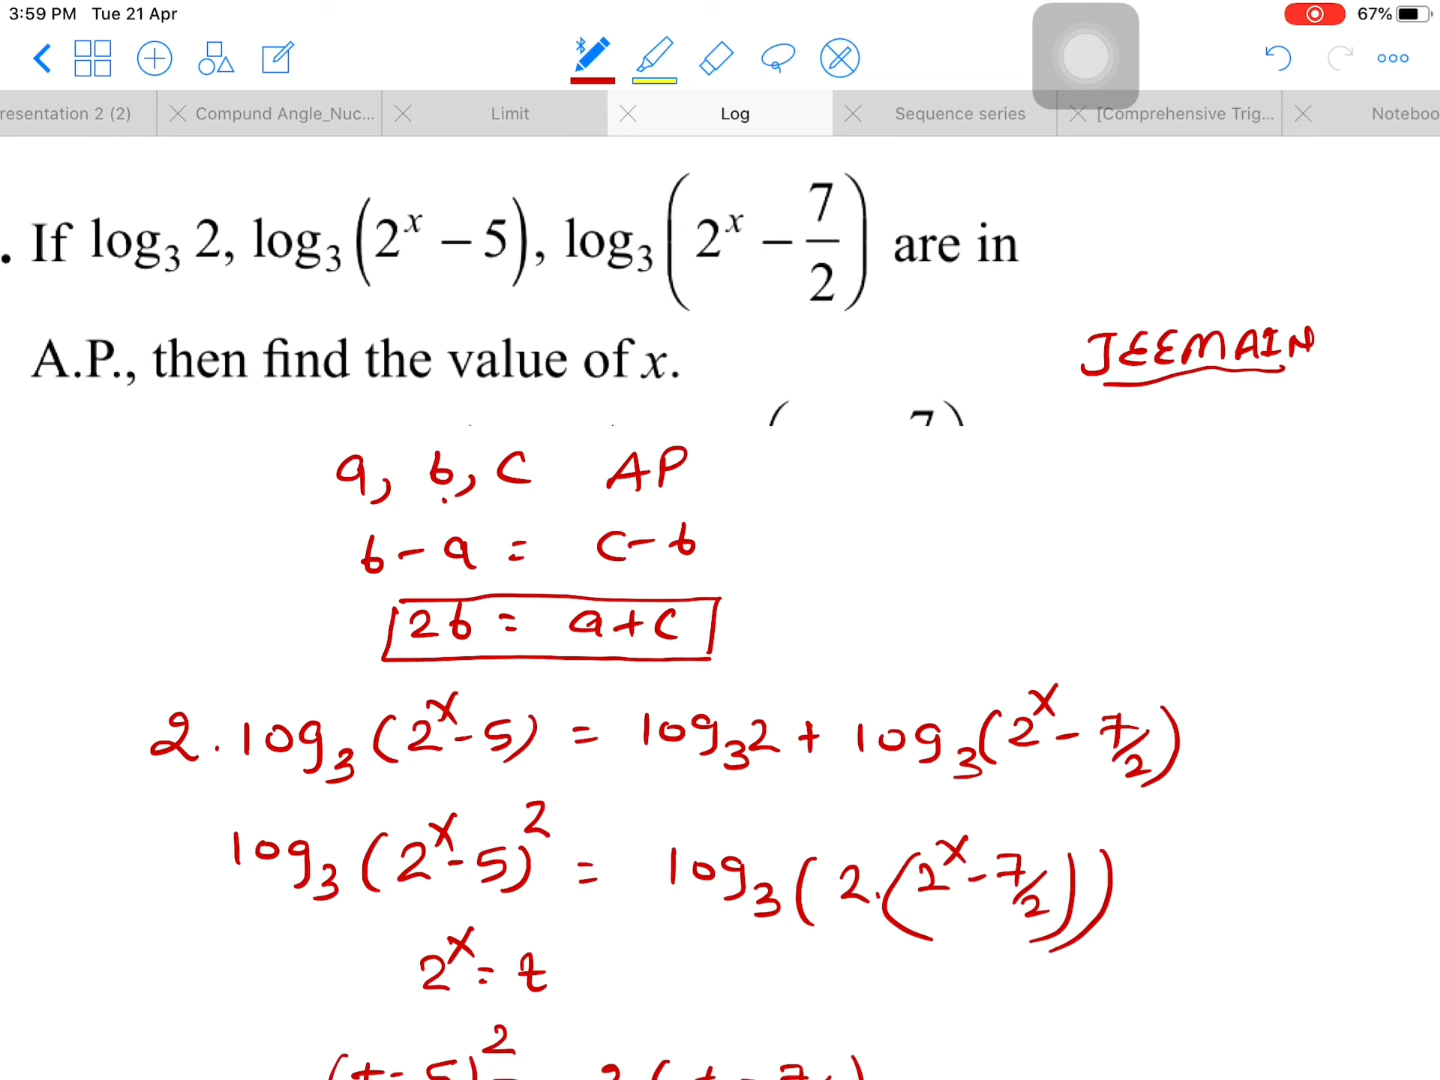 3:59 PM Tue 21 Apr
67%
resentation 2 (2)
Compund Angle_Nuc...
Limit
Log
Sequence series
[Comprehensive Trig...
Noteboo
. If log₃ 2, log₃ (2ˣ − 5), log₃ (2ˣ − 7/2) are in
A.P., then find the value of x.
JEEMAIN
a, b, c AP
b − a = c − b
2b = a + c
2 . log₃ (2ˣ − 5) = log₃ 2 + log₃ (2ˣ − 7/2)
log₃ (2ˣ − 5)² = log₃ (2 . (2ˣ − 7/2))
2ˣ = t